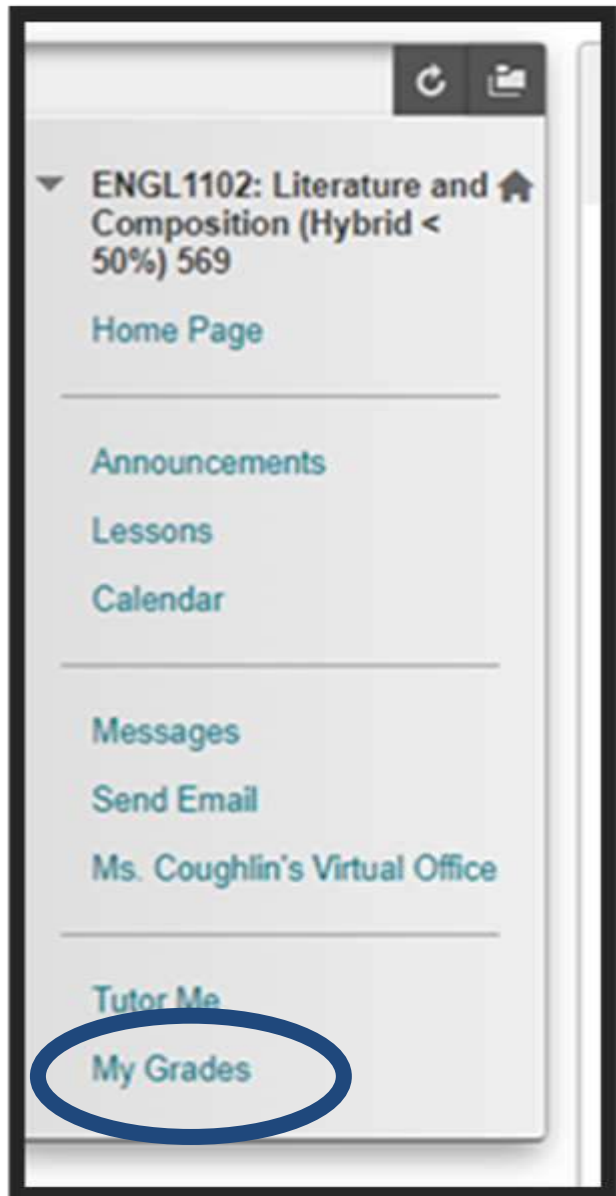 ENGL1102: Literature and
Composition (Hybrid <
50%) 569
Home Page
Announcements
Lessons
Calendar
Messages
Send Email
Ms. Coughlin's Virtual Office
Tutor Me
My Grades